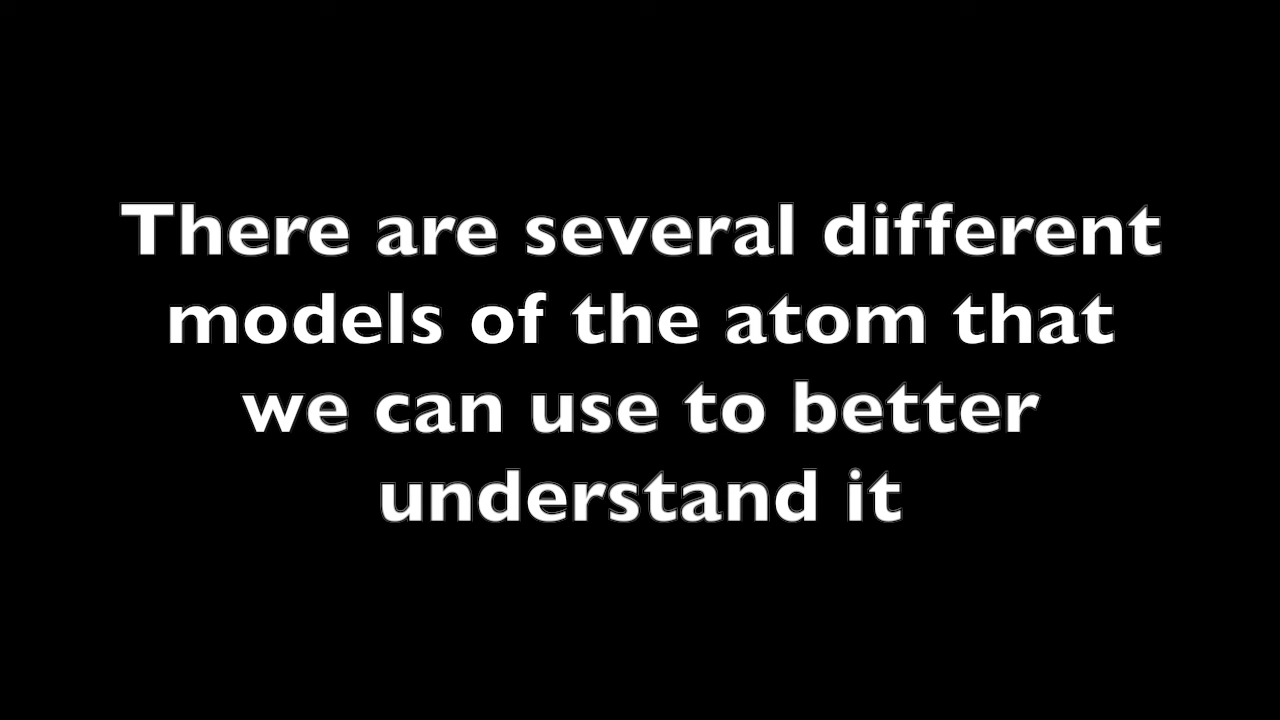 There are several different
models of the atom that
we can use to better
understand it